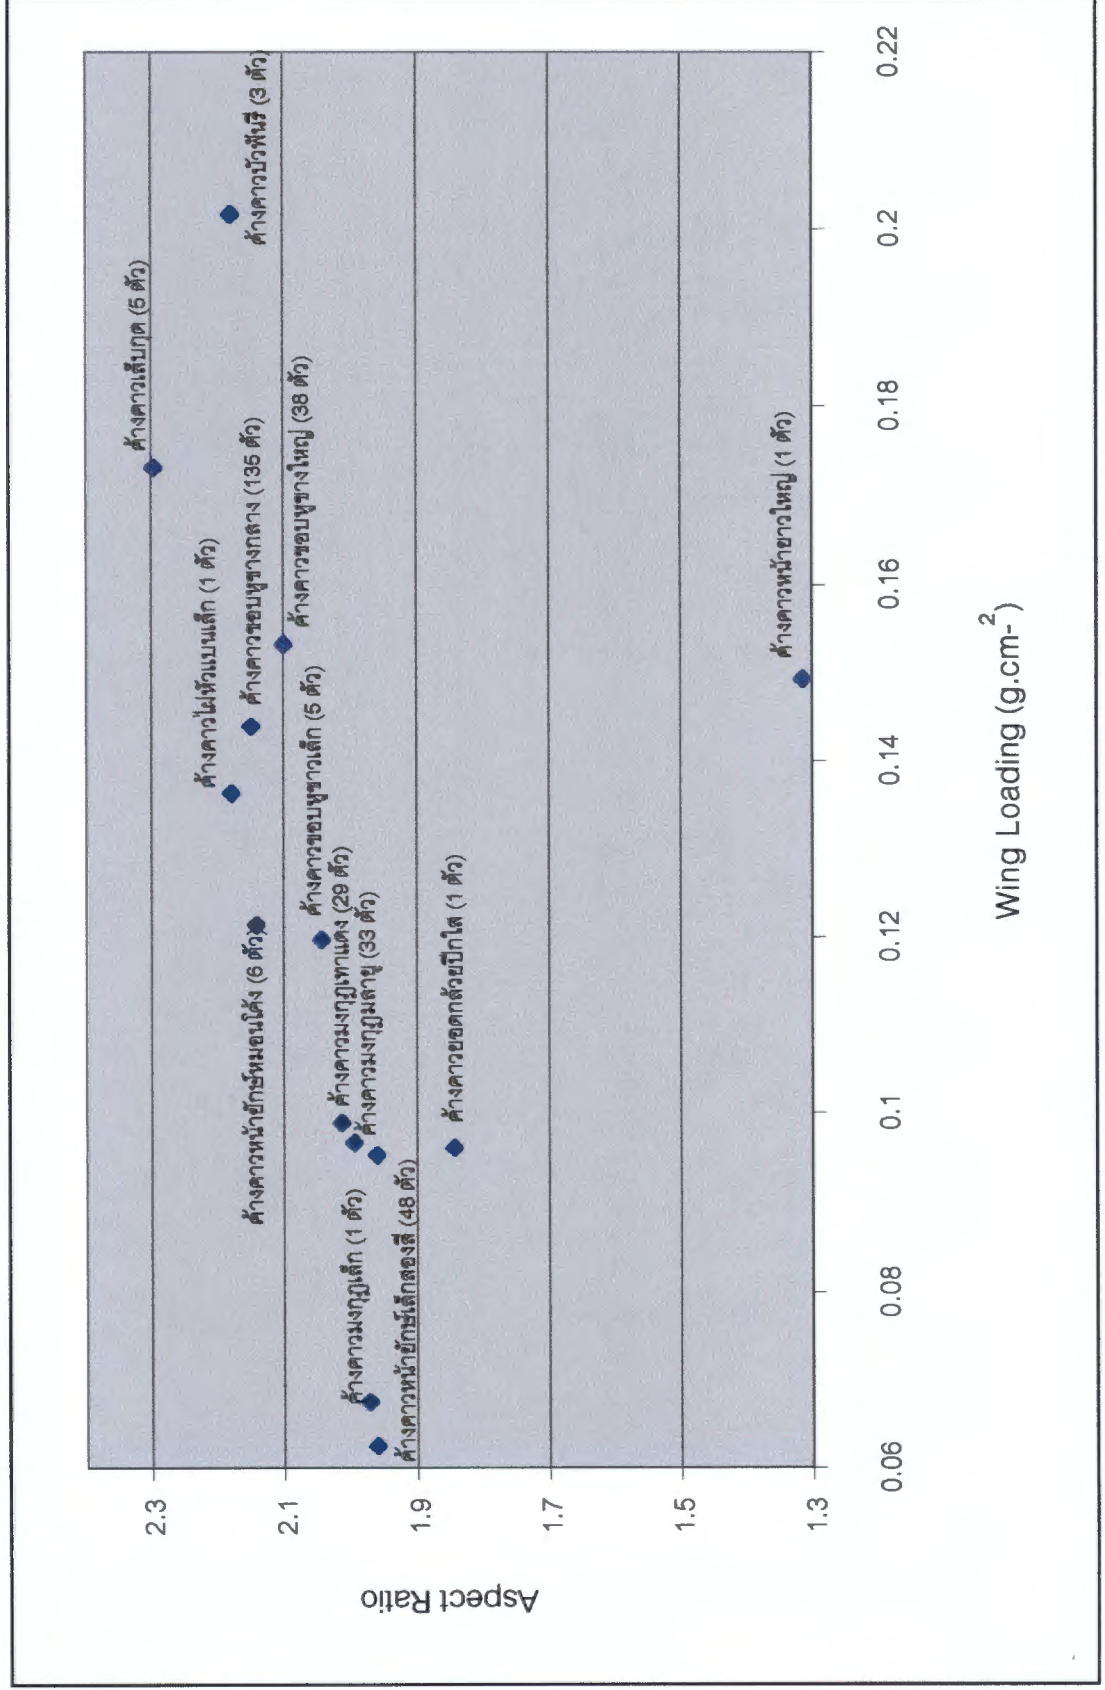 Aspect Ratio
2.3
2.1
1.9
1.7
1.5
1.3
ค้างคาวเล็บกุด (5 ตัว)
ค้างคาวบัวฟันรี (3 ตัว)
ค้างคาวไผ่หัวแบนเล็ก (1 ตัว)
ค้างคาวขอบหูขางกลาง (135 ตัว)
ค้างคาวหน้ายักษ์หมอนโค้ง (6 ตัว)
ค้างคาวขอบหูขางใหญ่ (38 ตัว)
ค้างคาวขอบหูขาวเล็ก (5 ตัว)
ค้างคาวมงกุฎเทาแดง (29 ตัว)
ค้างคาวมงกุฎมลายู (33 ตัว)
ค้างคาวมงกุฎเล็ก (1 ตัว)
ค้างคาวหน้ายักษ์เล็กสองสี (48 ตัว)
ค้างคาวยอดกล้วยปีกใส (1 ตัว)
ค้างคาวหน้ายาวใหญ่ (1 ตัว)
0.06 0.08 0.1 0.12 0.14 0.16 0.18 0.2 0.22
Wing Loading (g.cm-2)